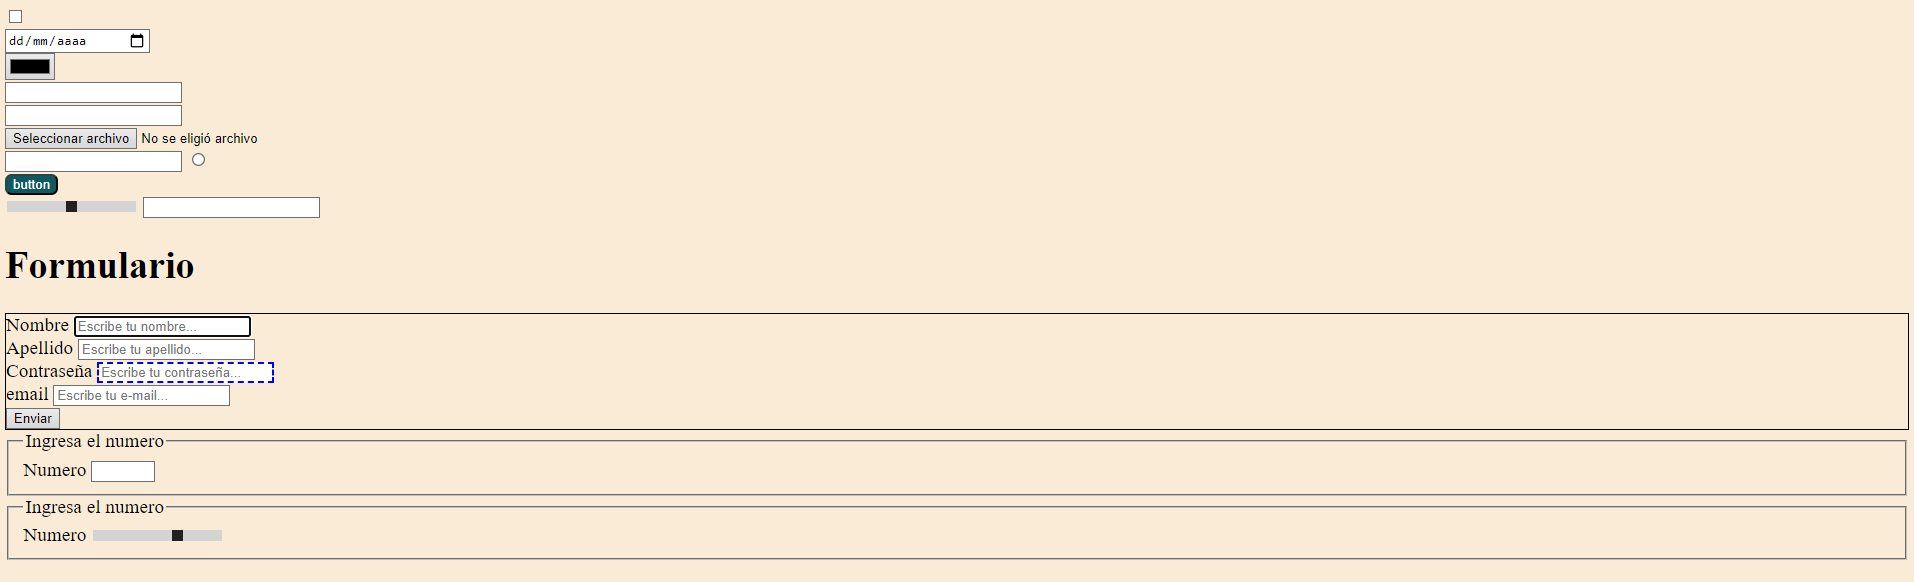 dd/mm/aaaa
Seleccionar archivo No se eligió archivo
button
Formulario
Nombre Escribe tu nombre...
Apellido Escribe tu apellido...
Contraseña Escribe tu contraseña...
email Escribe tu e-mail...
Enviar
Ingresa el numero
Numero
Ingresa el numero
Numero